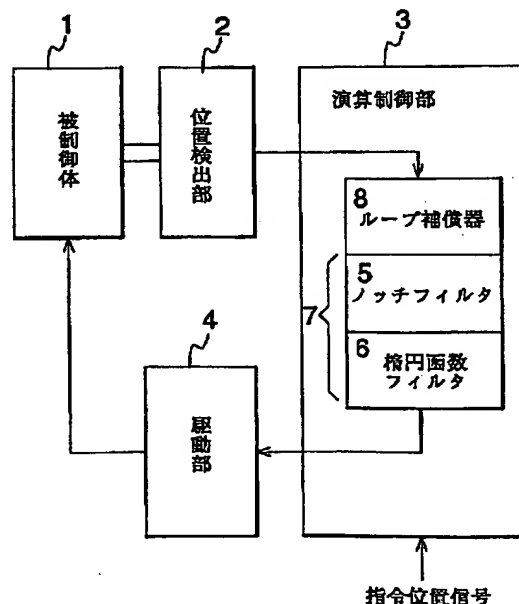 1
被制御体
2
位置検出部
3
演算制御部
8
ループ補償器
5
ノッチフィルタ
7
6
楕円函数
フィルタ
4
駆動部
指令位置信号